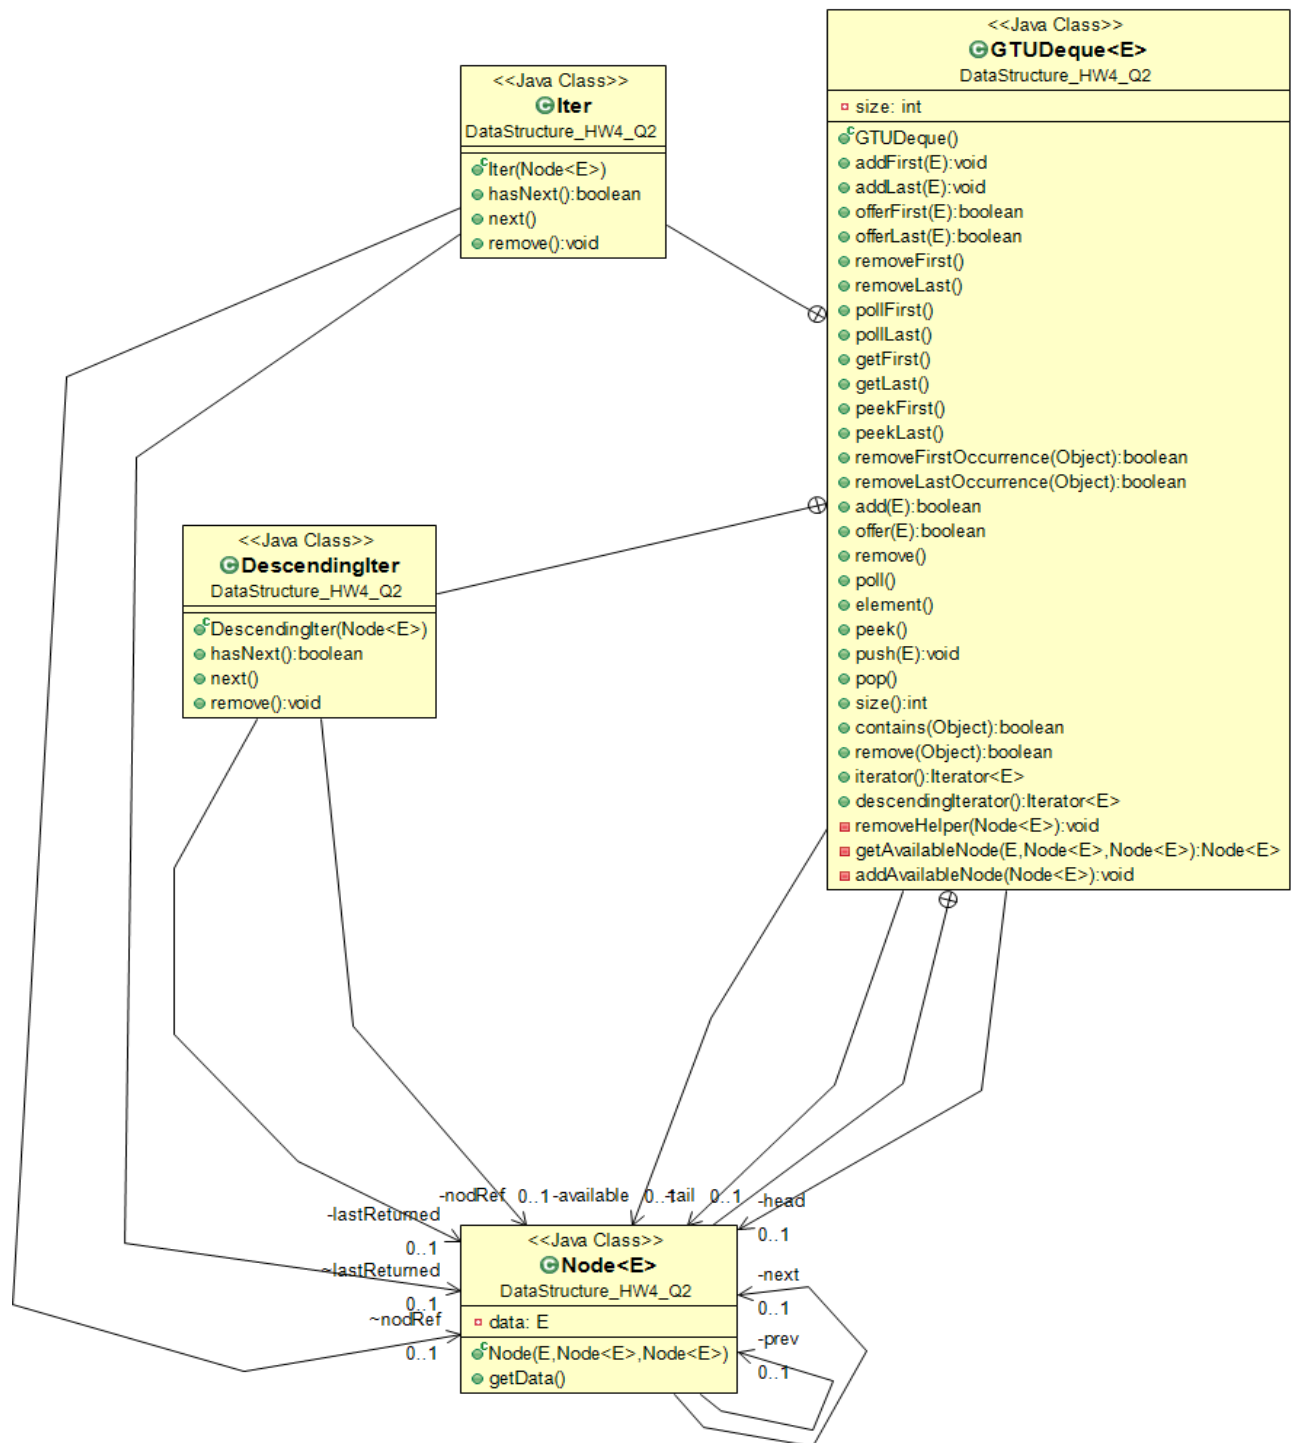 <<Java Class>>
GTUDeque<E>
DataStructure_HW4_Q2
size: int
GTUDeque()
addFirst(E):void
addLast(E):void
offerFirst(E):boolean
offerLast(E):boolean
removeFirst()
removeLast()
pollFirst()
pollLast()
getFirst()
getLast()
peekFirst()
peekLast()
removeFirstOccurrence(Object):boolean
removeLastOccurrence(Object):boolean
add(E):boolean
offer(E):boolean
remove()
poll()
element()
peek()
push(E):void
pop()
size():int
contains(Object):boolean
remove(Object):boolean
iterator():Iterator<E>
descendingIterator():Iterator<E>
removeHelper(Node<E>):void
getAvailableNode(E,Node<E>,Node<E>):Node<E>
addAvailableNode(Node<E>):void
<<Java Class>>
Iter
DataStructure_HW4_Q2
Iter(Node<E>)
hasNext():boolean
next()
remove():void
<<Java Class>>
DescendingIter
DataStructure_HW4_Q2
DescendingIter(Node<E>)
hasNext():boolean
next()
remove():void
-nodRef 0..1
-available 0..1
-tail 0..1
-head
0..1
-lastReturned
0..1
~lastReturned
0..1
~nodRef
0..1
<<Java Class>>
Node<E>
DataStructure_HW4_Q2
data: E
Node(E,Node<E>,Node<E>)
getData()
-next
0..1
-prev
0..1